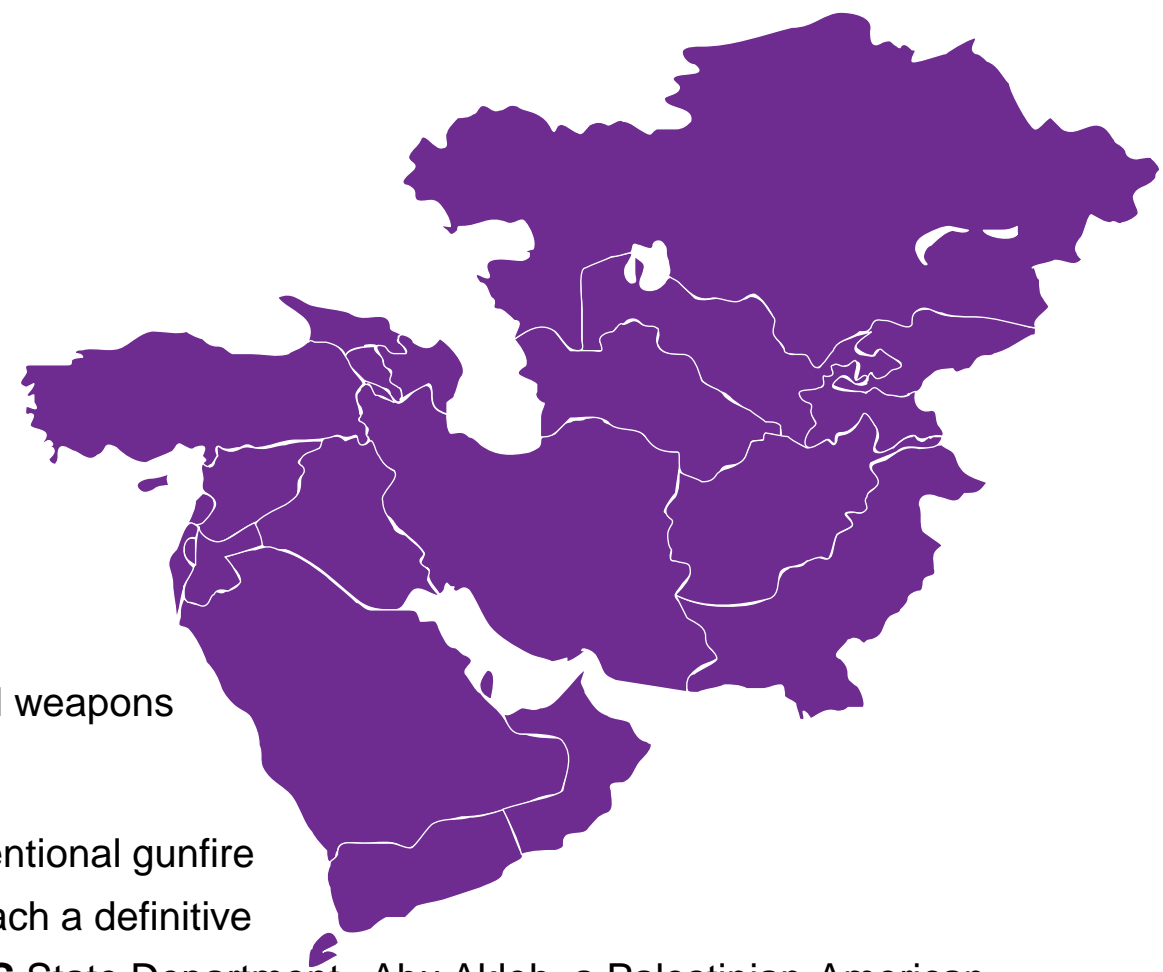 weapons
entional gunfire
ach a definitive
State Department. Abu Akleh, a Palestinian-American